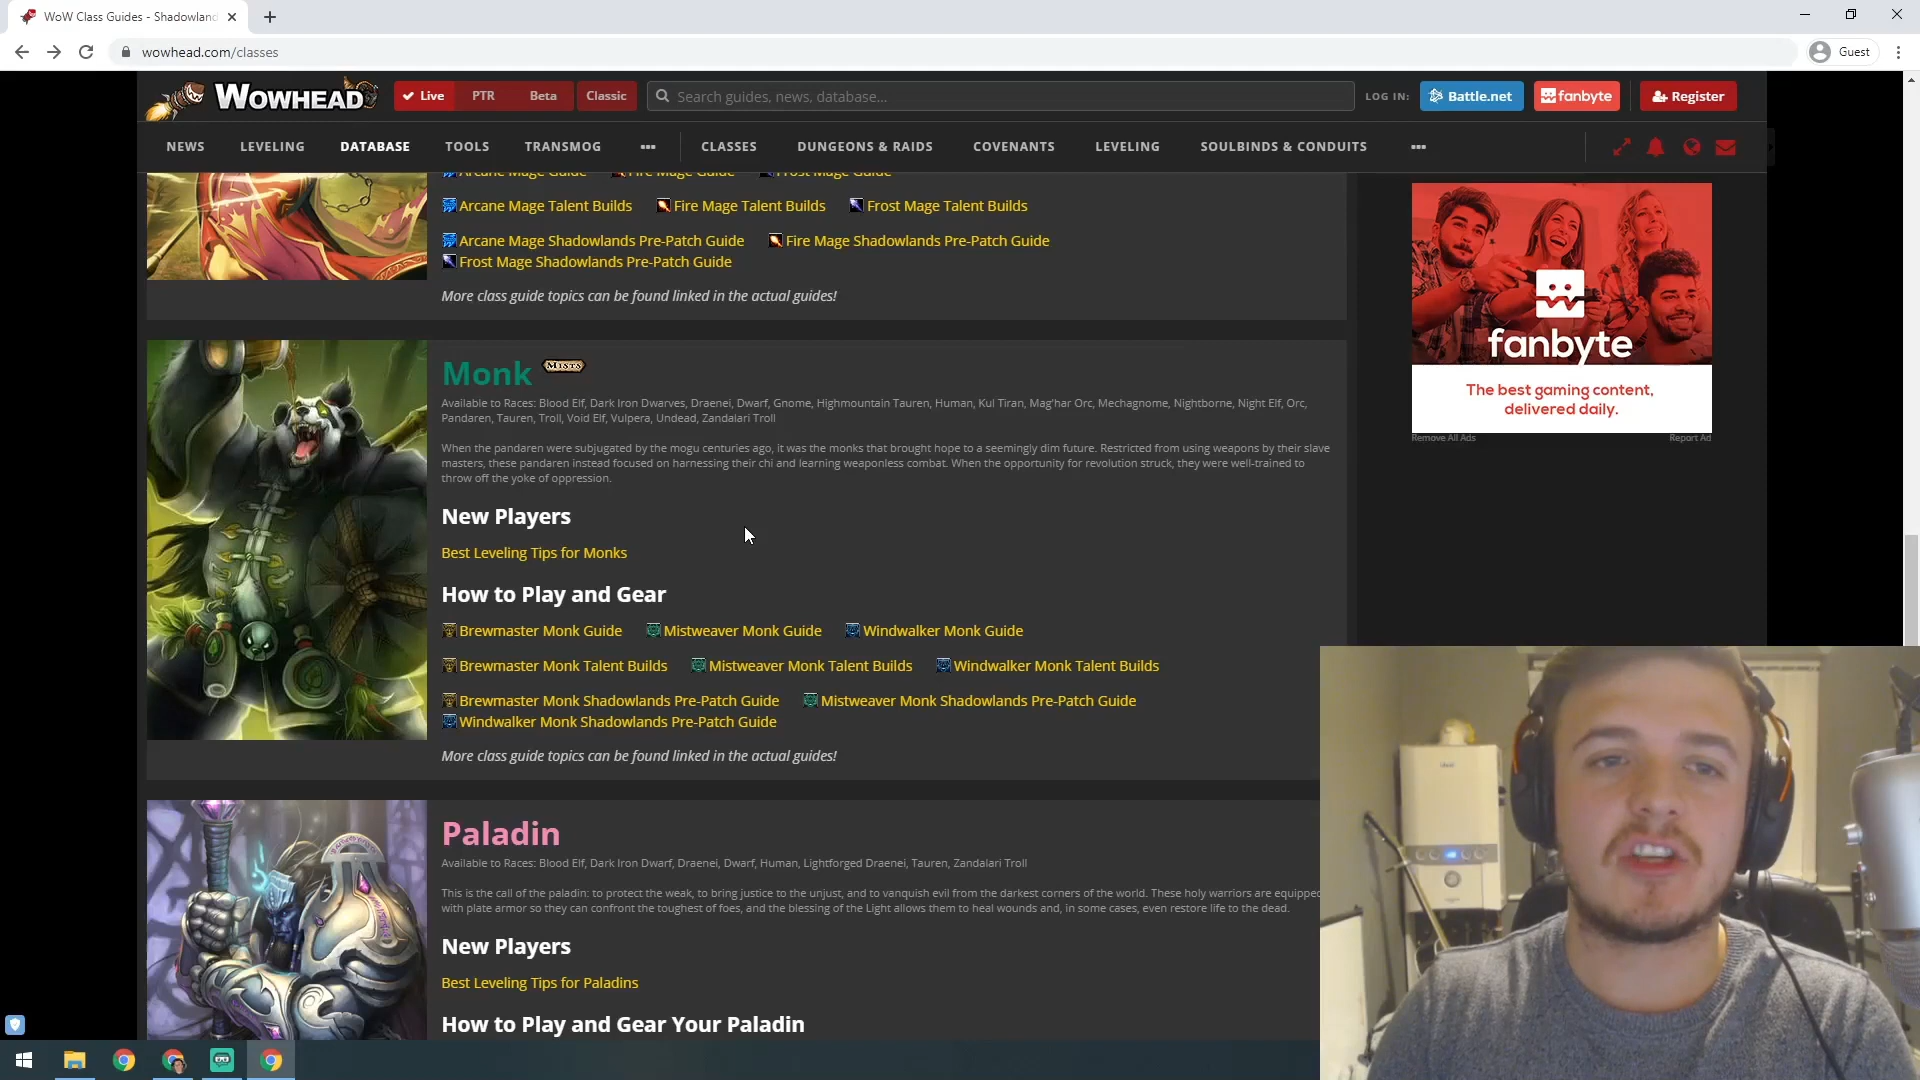 WoW Class Guides - Shadowland
wowhead.com/classes
Guest
WOWHEAD
Live
PTR
Beta
Classic
Search guides, news, database...
LOG IN:
Battle.net
fanbyte
Register
NEWS
LEVELING
DATABASE
TOOLS
TRANSMOG
CLASSES
DUNGEONS & RAIDS
COVENANTS
LEVELING
SOULBINDS & CONDUITS
Arcane Mage Guide Fire Mage Guide Frost Mage Guide
Arcane Mage Talent Builds Fire Mage Talent Builds Frost Mage Talent Builds
Arcane Mage Shadowlands Pre-Patch Guide Fire Mage Shadowlands Pre-Patch Guide
Frost Mage Shadowlands Pre-Patch Guide
More class guide topics can be found linked in the actual guides!
fanbyte
The best gaming content,
delivered daily.
Remove All Ads
Report Ad
Monk MISTS
Available to Races: Blood Elf, Dark Iron Dwarves, Draenei, Dwarf, Gnome, Highmountain Tauren, Human, Kul Tiran, Mag'har Orc, Mechagnome, Nightborne, Night Elf, Orc,
Pandaren, Tauren, Troll, Void Elf, Vulpera, Undead, Zandalari Troll
When the pandaren were subjugated by the mogu centuries ago, it was the monks that brought hope to a seemingly dim future. Restricted from using weapons by their slave
masters, these pandaren instead focused on harnessing their chi and learning weaponless combat. When the opportunity for revolution struck, they were well-trained to
throw off the yoke of oppression.
New Players
Best Leveling Tips for Monks
How to Play and Gear
Brewmaster Monk Guide Mistweaver Monk Guide Windwalker Monk Guide
Brewmaster Monk Talent Builds Mistweaver Monk Talent Builds Windwalker Monk Talent Builds
Brewmaster Monk Shadowlands Pre-Patch Guide Mistweaver Monk Shadowlands Pre-Patch Guide
Windwalker Monk Shadowlands Pre-Patch Guide
More class guide topics can be found linked in the actual guides!
Paladin
Available to Races: Blood Elf, Dark Iron Dwarf, Draenei, Dwarf, Human, Lightforged Draenei, Tauren, Zandalari Troll
This is the call of the paladin: to protect the weak, to bring justice to the unjust, and to vanquish evil from the darkest corners of the world. These holy warriors are equipped
with plate armor so they can confront the toughest of foes, and the blessing of the Light allows them to heal wounds and, in some cases, even restore life to the dead.
New Players
Best Leveling Tips for Paladins
How to Play and Gear Your Paladin